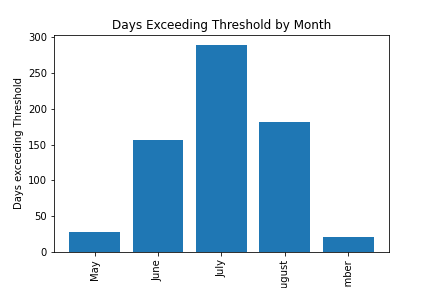 Days Exceeding Threshold by Month
Days exceeding Threshold
300
250
200
150
100
50
0
May
June
July
ugust
mber